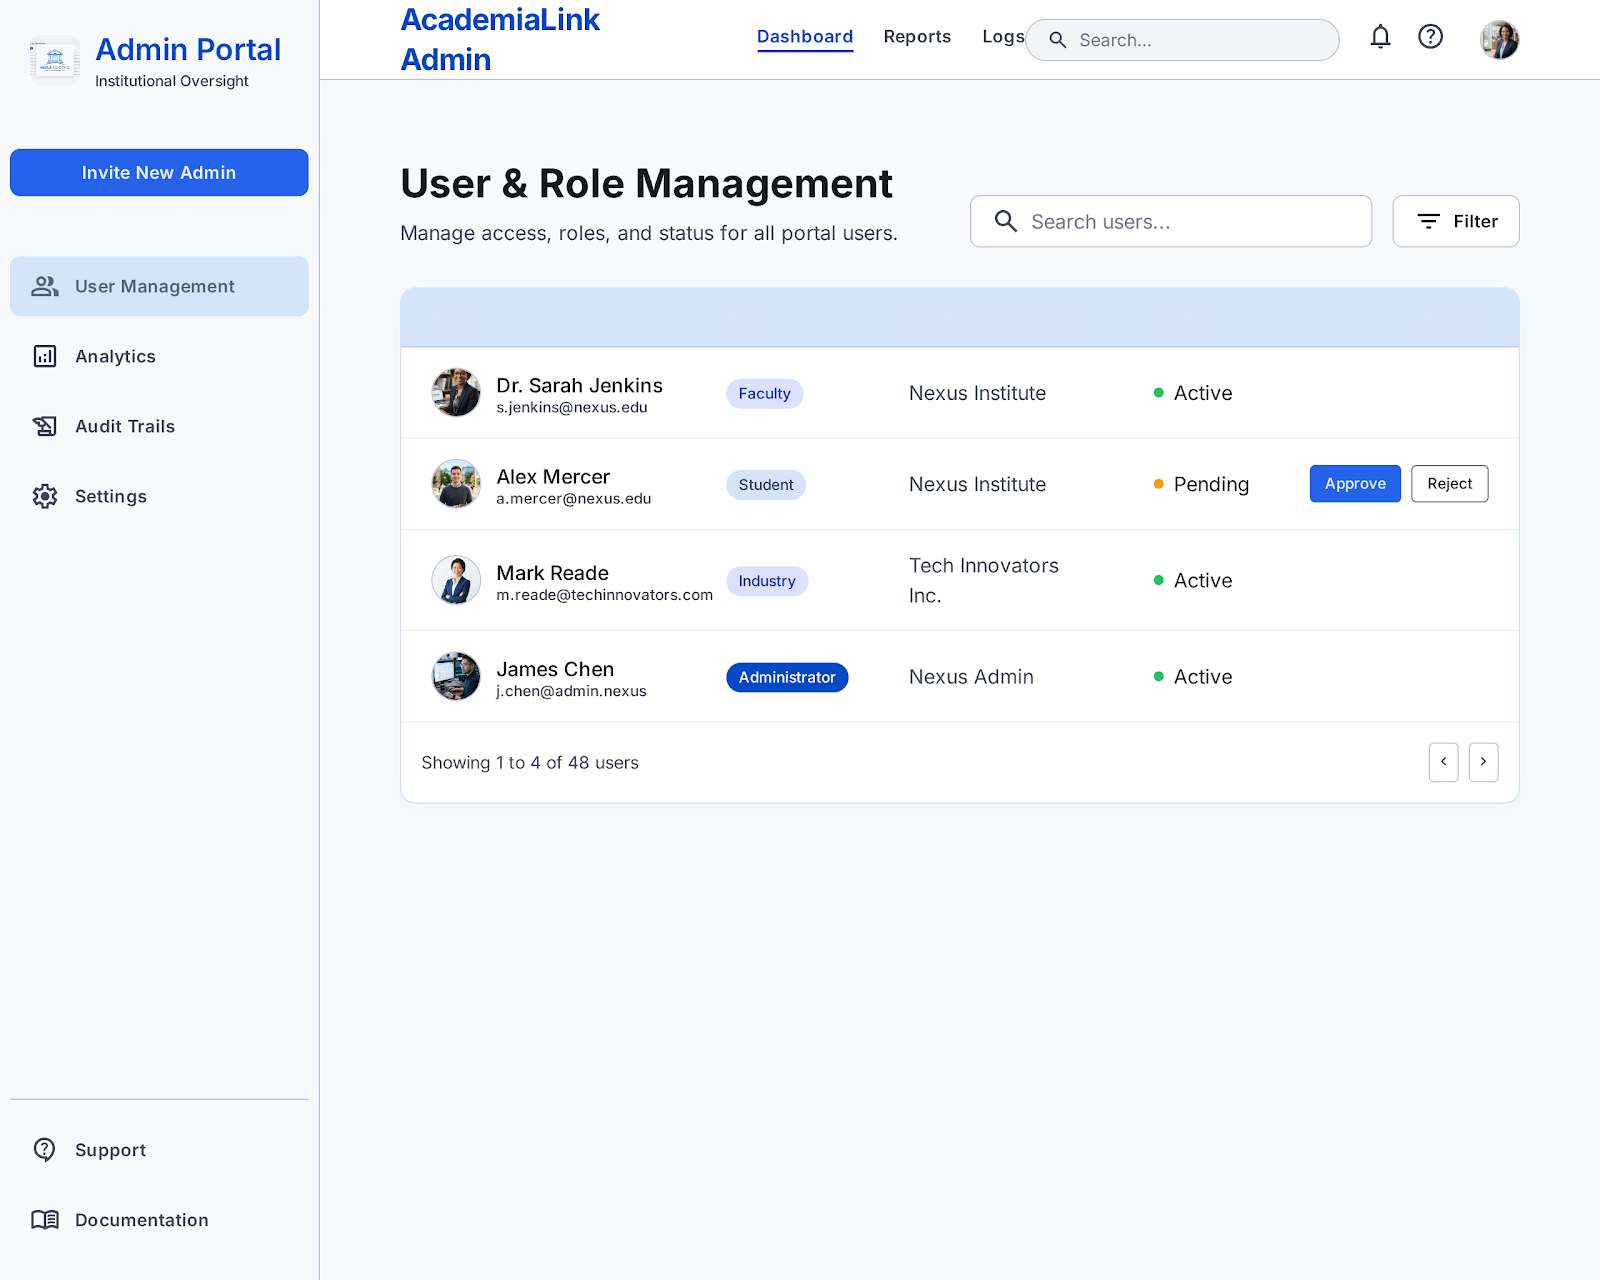 Admin Portal
Institutional Oversight
Invite New Admin
User Management
Analytics
Audit Trails
Settings
Support
Documentation
AcademiaLink
Admin
Dashboard
Reports
Logs
Search...
User & Role Management
Manage access, roles, and status for all portal users.
Search users...
Filter
Dr. Sarah Jenkins
s.jenkins@nexus.edu
Faculty
Nexus Institute
Active
Alex Mercer
a.mercer@nexus.edu
Student
Nexus Institute
Pending
Approve
Reject
Mark Reade
m.reade@techinnovators.com
Industry
Tech Innovators
Inc.
Active
James Chen
j.chen@admin.nexus
Administrator
Nexus Admin
Active
Showing 1 to 4 of 48 users